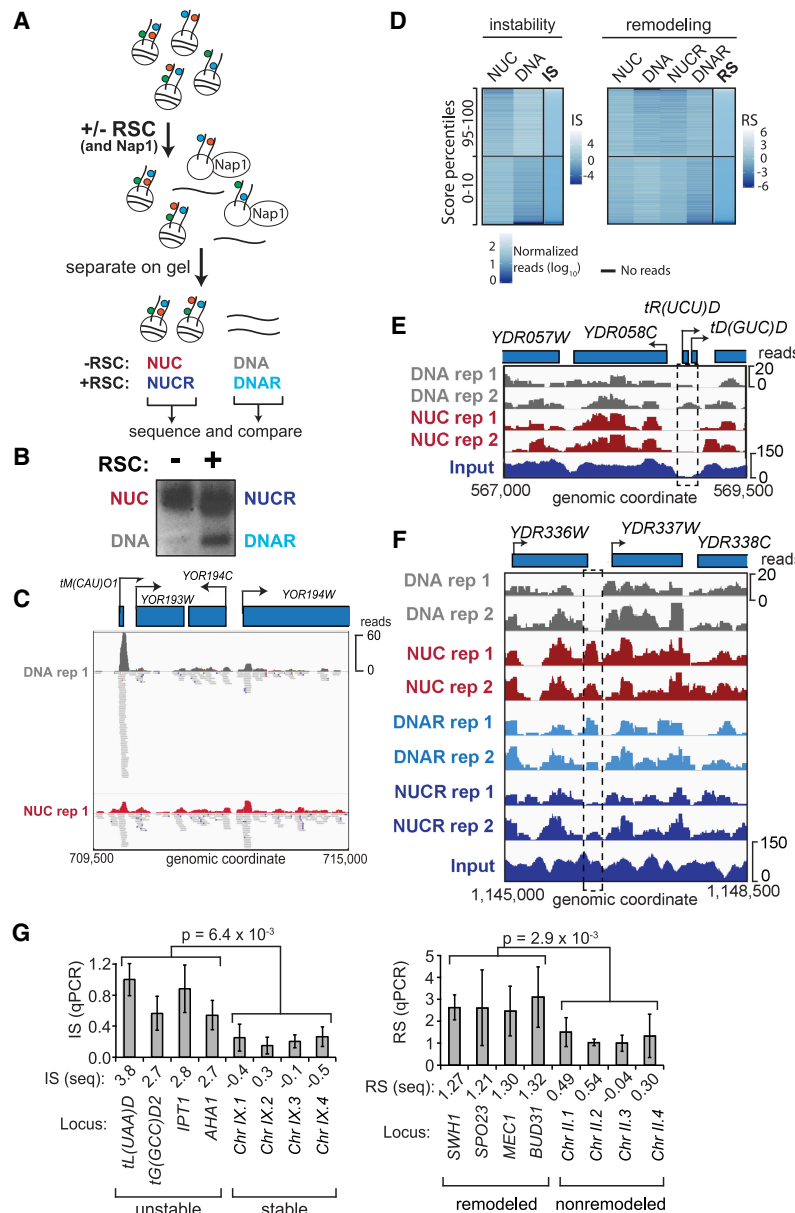 A
+/- RSC
(and Nap1)
Nap1
Nap1
separate on gel
-RSC: NUC DNA
+RSC: NUCR DNAR
sequence and compare
B
RSC: - +
NUC NUCR
DNA DNAR
C
tM(CAU)O1 YOR193W YOR194C YOR194W
reads
60
0
DNA rep 1
NUC rep 1
709,500 genomic coordinate 715,000
D
instability remodeling
NUC DNA IS NUC DNA NUCR DNAR RS
Score percentiles
95-100
0-10
IS
4
0
-4
RS
6
3
0
-3
-6
2
1
0
Normalized reads (log10)
No reads
E
tR(UCU)D
YDR057W YDR058C tD(GUC)D
reads
DNA rep 1 20
0
DNA rep 2
NUC rep 1
NUC rep 2
Input 150
0
567,000 genomic coordinate 569,500
F
YDR336W YDR337W YDR338C
reads
DNA rep 1 20
0
DNA rep 2
NUC rep 1
NUC rep 2
DNAR rep 1
DNAR rep 2
NUCR rep 1
NUCR rep 2
Input 150
0
1,145,000 genomic coordinate 1,148,500
G
p = 6.4 x 10-3
IS (qPCR)
1.2
0.8
0.4
0.0
IS (seq): 3.8 2.7 2.8 2.7 -0.4 0.3 -0.1 -0.5
Locus: tL(UAA)D tG(GCC)D2 IPT1 AHA1 Chr IX.1 Chr IX.2 Chr IX.3 Chr IX.4
unstable stable
p = 2.9 x 10-3
RS (qPCR)
5
4
3
2
1
0
RS (seq): 1.27 1.21 1.30 1.32 0.49 0.54 -0.04 0.30
Locus: SWH1 SPO23 MEC1 BUD31 Chr II.1 Chr II.2 Chr II.3 Chr II.4
remodeled nonremodeled